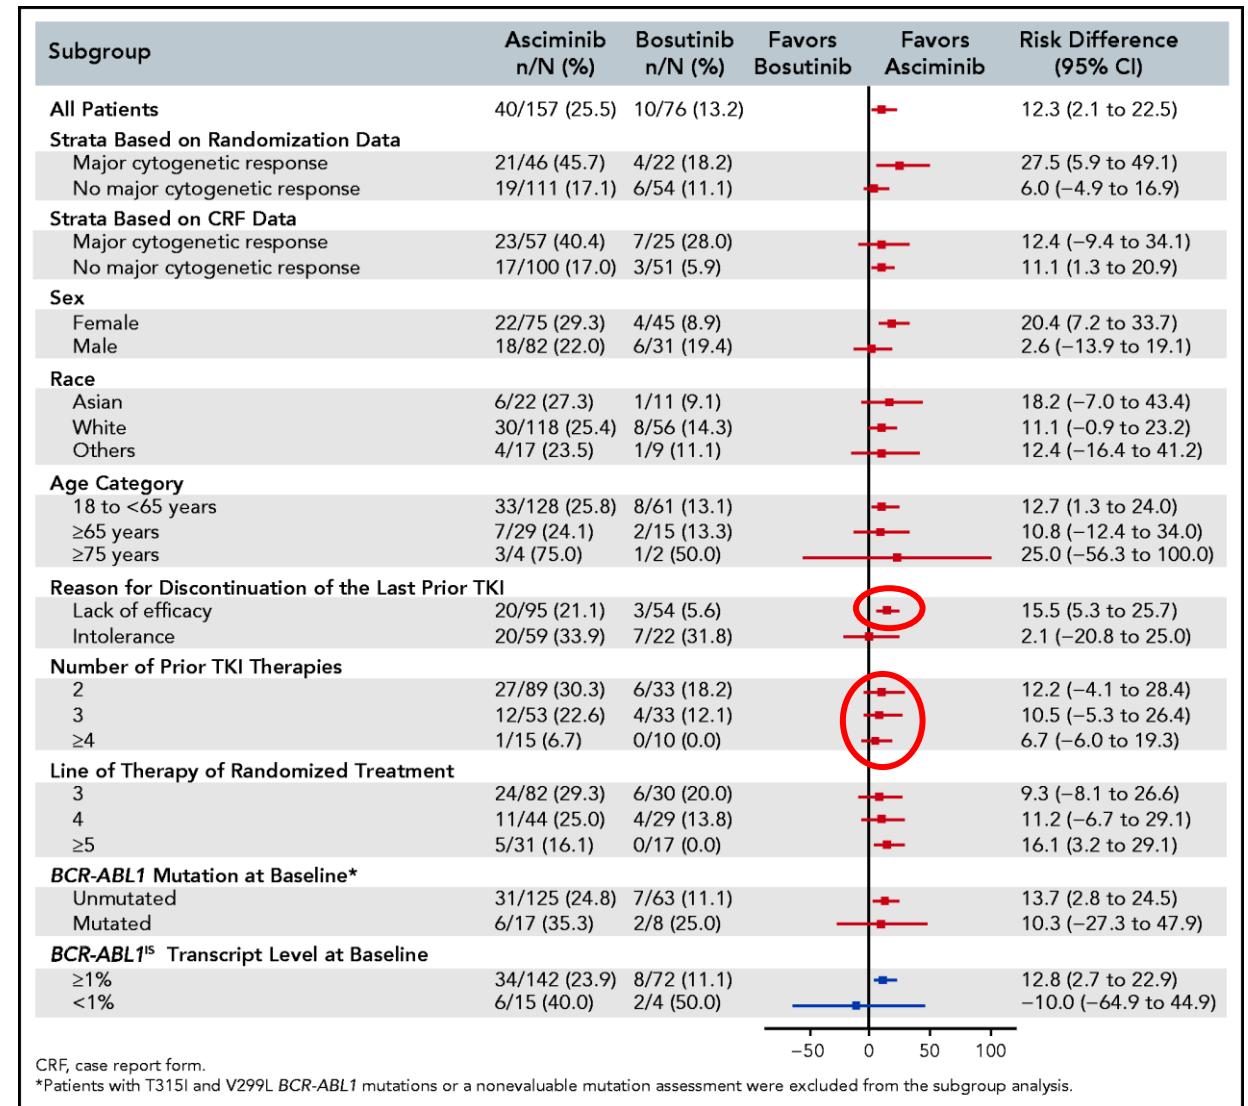 Subgroup Asciminib n/N (%) Bosutinib n/N (%) Favors Bosutinib Favors Asciminib Risk Difference (95% CI)
All Patients 40/157 (25.5) 10/76 (13.2) 12.3 (2.1 to 22.5)
Strata Based on Randomization Data
Major cytogenetic response 21/46 (45.7) 4/22 (18.2) 27.5 (5.9 to 49.1)
No major cytogenetic response 19/111 (17.1) 6/54 (11.1) 6.0 (−4.9 to 16.9)
Strata Based on CRF Data
Major cytogenetic response 23/57 (40.4) 7/25 (28.0) 12.4 (−9.4 to 34.1)
No major cytogenetic response 17/100 (17.0) 3/51 (5.9) 11.1 (1.3 to 20.9)
Sex
Female 22/75 (29.3) 4/45 (8.9) 20.4 (7.2 to 33.7)
Male 18/82 (22.0) 6/31 (19.4) 2.6 (−13.9 to 19.1)
Race
Asian 6/22 (27.3) 1/11 (9.1) 18.2 (−7.0 to 43.4)
White 30/118 (25.4) 8/56 (14.3) 11.1 (−0.9 to 23.2)
Others 4/17 (23.5) 1/9 (11.1) 12.4 (−16.4 to 41.2)
Age Category
18 to <65 years 33/128 (25.8) 8/61 (13.1) 12.7 (1.3 to 24.0)
≥65 years 7/29 (24.1) 2/15 (13.3) 10.8 (−12.4 to 34.0)
≥75 years 3/4 (75.0) 1/2 (50.0) 25.0 (−56.3 to 100.0)
Reason for Discontinuation of the Last Prior TKI
Lack of efficacy 20/95 (21.1) 3/54 (5.6) 15.5 (5.3 to 25.7)
Intolerance 20/59 (33.9) 7/22 (31.8) 2.1 (−20.8 to 25.0)
Number of Prior TKI Therapies
2 27/89 (30.3) 6/33 (18.2) 12.2 (−4.1 to 28.4)
3 12/53 (22.6) 4/33 (12.1) 10.5 (−5.3 to 26.4)
≥4 1/15 (6.7) 0/10 (0.0) 6.7 (−6.0 to 19.3)
Line of Therapy of Randomized Treatment
3 24/82 (29.3) 6/30 (20.0) 9.3 (−8.1 to 26.6)
4 11/44 (25.0) 4/29 (13.8) 11.2 (−6.7 to 29.1)
≥5 5/31 (16.1) 0/17 (0.0) 16.1 (3.2 to 29.1)
BCR-ABL1 Mutation at Baseline*
Unmutated 31/125 (24.8) 7/63 (11.1) 13.7 (2.8 to 24.5)
Mutated 6/17 (35.3) 2/8 (25.0) 10.3 (−27.3 to 47.9)
BCR-ABL1IS Transcript Level at Baseline
≥1% 34/142 (23.9) 8/72 (11.1) 12.8 (2.7 to 22.9)
<1% 6/15 (40.0) 2/4 (50.0) −10.0 (−64.9 to 44.9)
−50 0 50 100
CRF, case report form.
*Patients with T315I and V299L BCR-ABL1 mutations or a nonevaluable mutation assessment were excluded from the subgroup analysis.